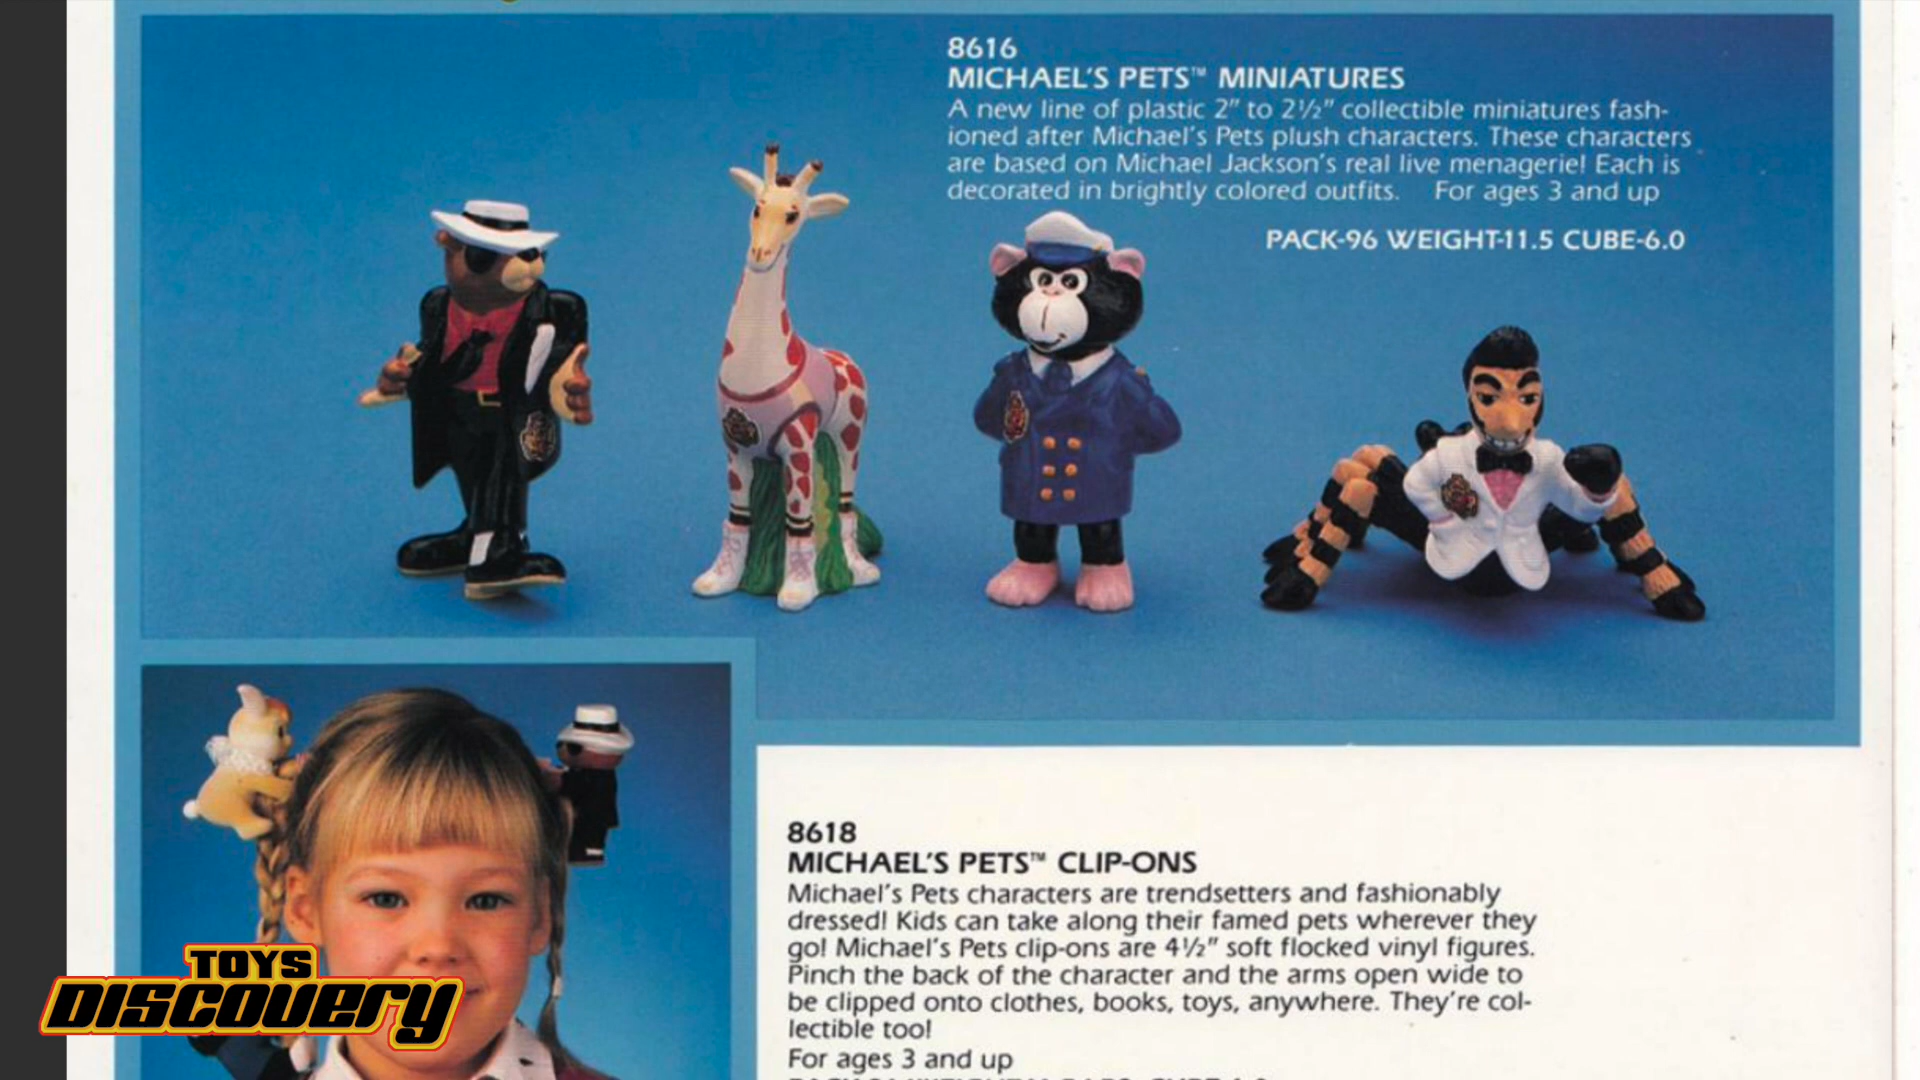 8616
MICHAEL'S PETS™ MINIATURES
A new line of plastic 2" to 2½" collectible miniatures fash-
ioned after Michael's Pets plush characters. These characters
are based on Michael Jackson's real live menagerie! Each is
decorated in brightly colored outfits. For ages 3 and up
PACK-96 WEIGHT-11.5 CUBE-6.0
8618
MICHAEL'S PETS™ CLIP-ONS
Michael's Pets characters are trendsetters and fashionably
dressed! Kids can take along their famed pets wherever they
go! Michael's Pets clip-ons are 4½" soft flocked vinyl figures.
Pinch the back of the character and the arms open wide to
be clipped onto clothes, books, toys, anywhere. They're col-
lectible too!
For ages 3 and up
TOYS
DISCOVERY